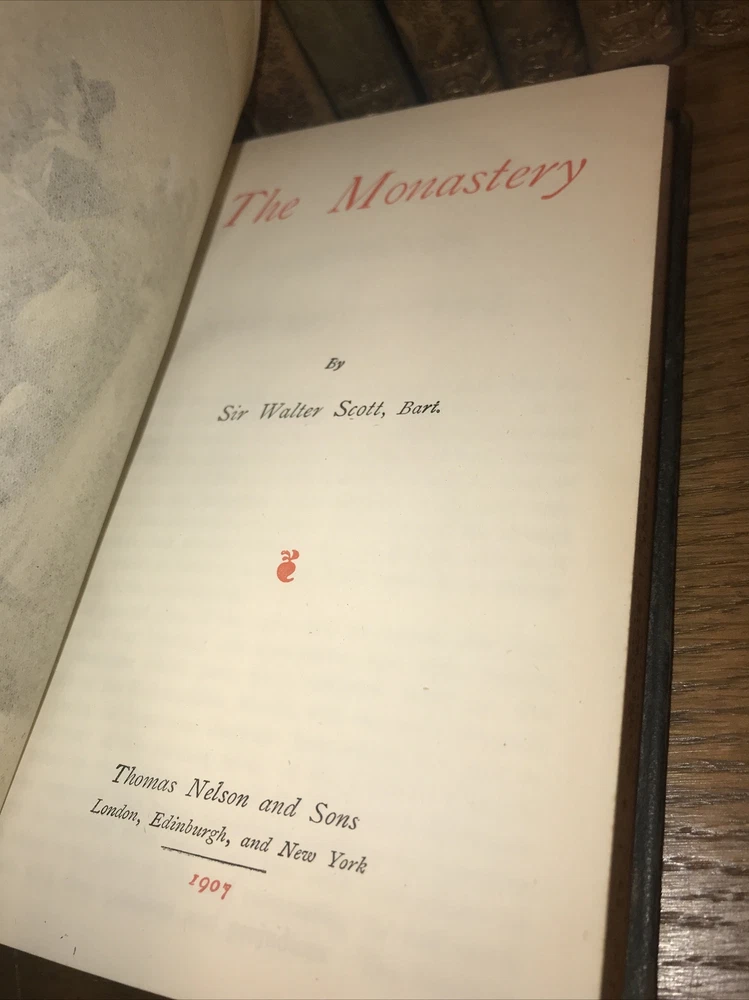 The Monastery
By
Sir Walter Scott, Bart.
Thomas Nelson and Sons
London, Edinburgh, and New York
1907